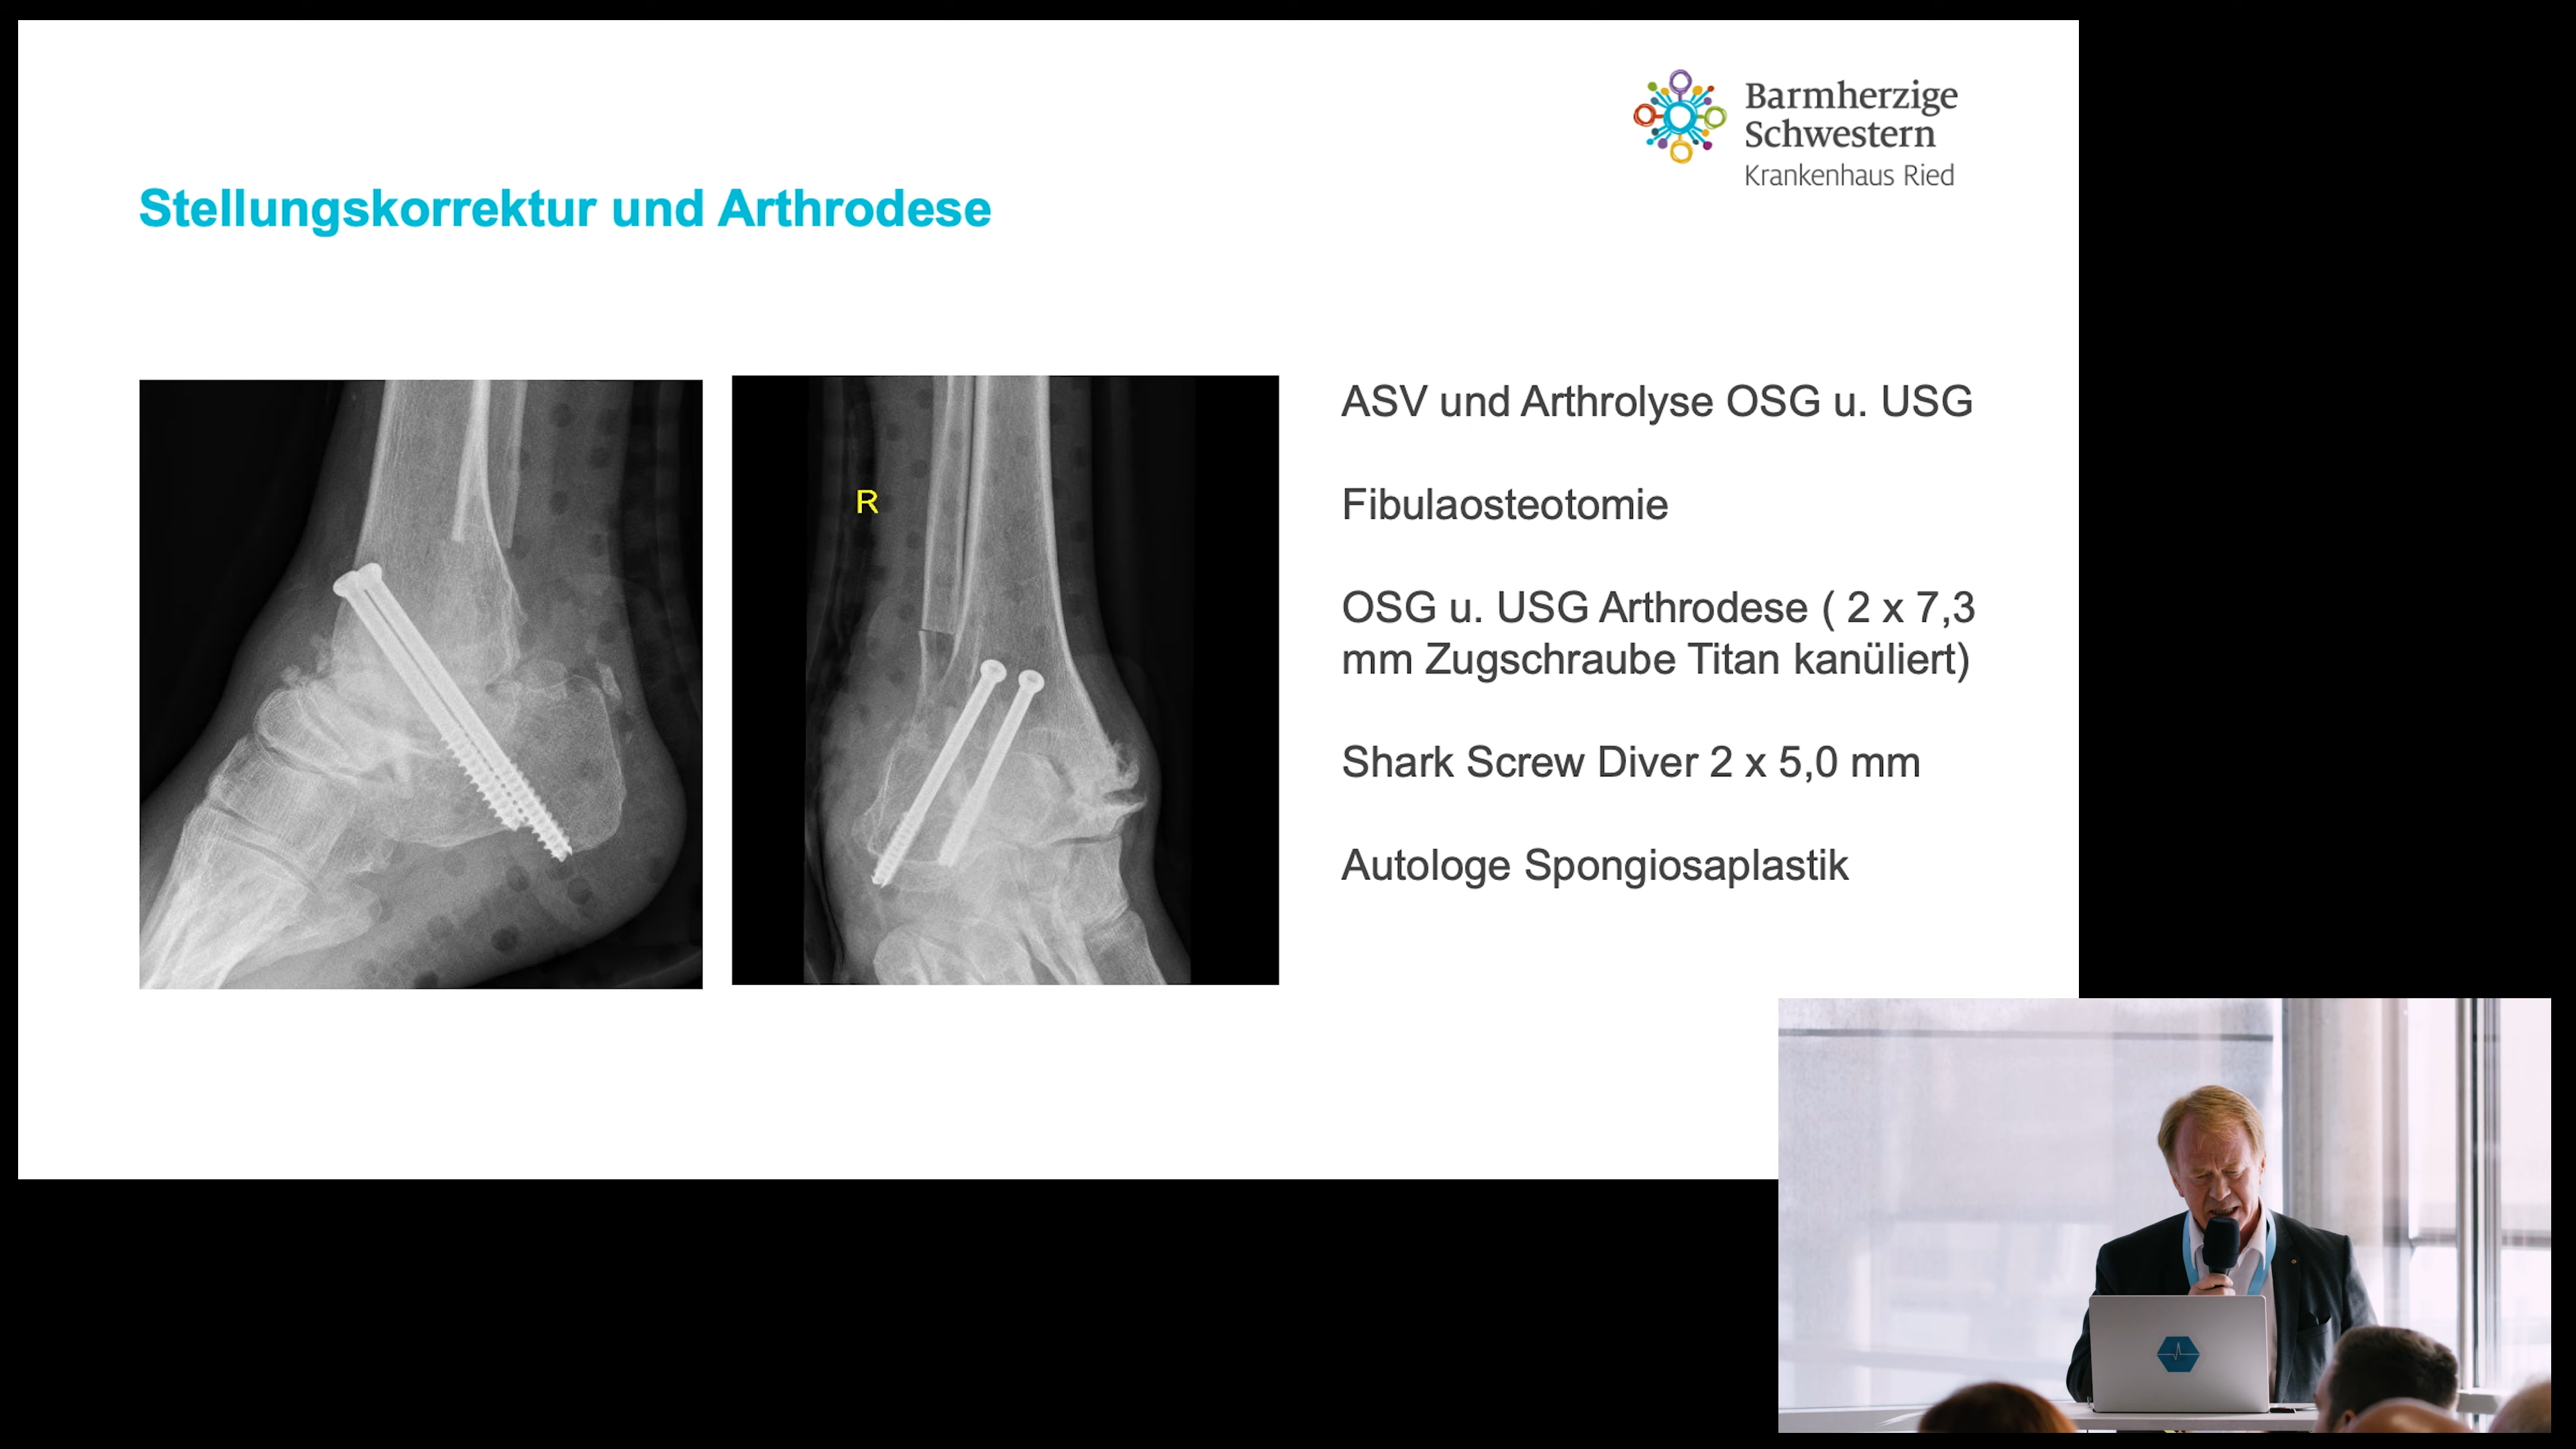 Barmherzige
Schwestern
Krankenhaus Ried
Stellungskorrektur und Arthrodese
R
ASV und Arthrolyse OSG u. USG
Fibulaosteotomie
OSG u. USG Arthrodese ( 2 x 7,3
mm Zugschraube Titan kanüliert)
Shark Screw Diver 2 x 5,0 mm
Autologe Spongiosaplastik